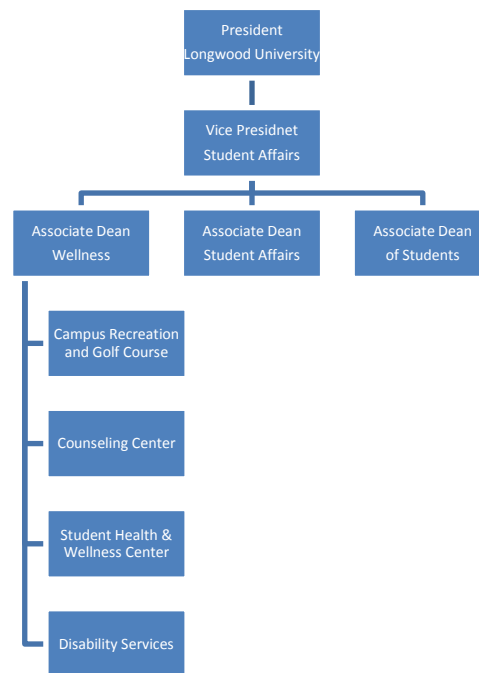 President
Longwood University
Vice Presidnet
Student Affairs
Associate Dean
Wellness
Associate Dean
Student Affairs
Associate Dean
of Students
Campus Recreation
and Golf Course
Counseling Center
Student Health &
Wellness Center
Disability Services